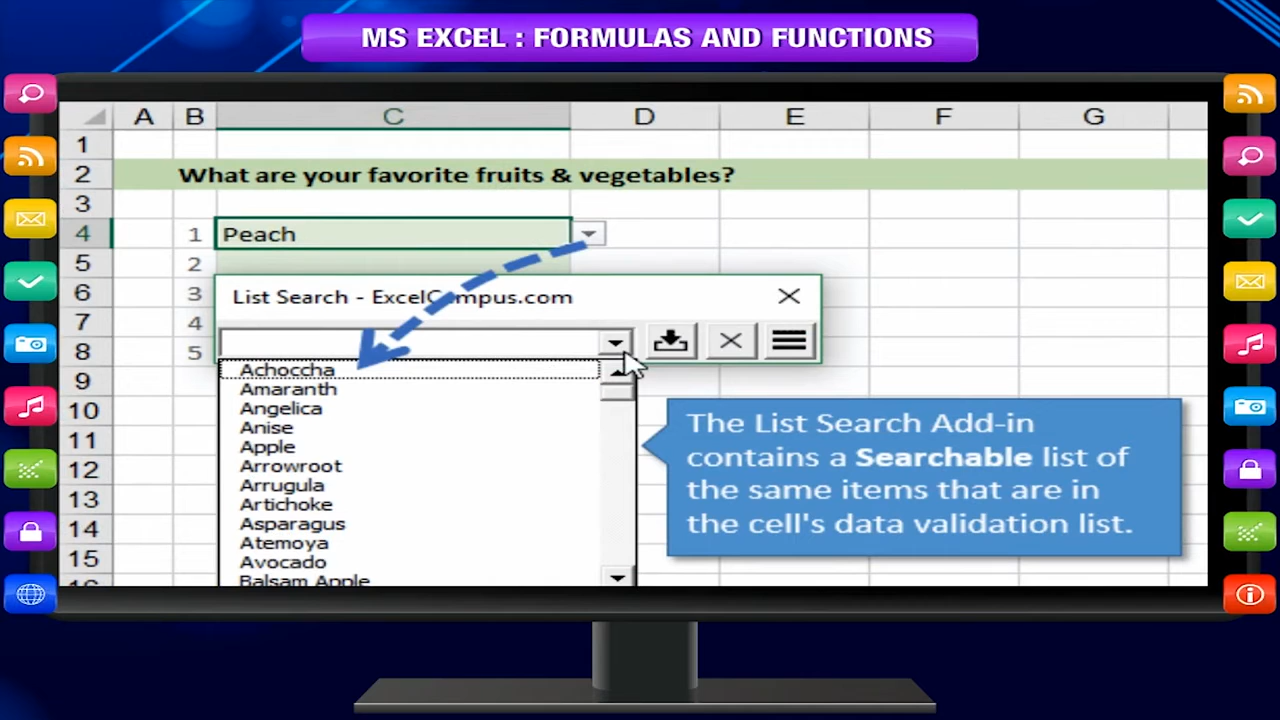 MS EXCEL : FORMULAS AND FUNCTIONS
A B C D E F G
1
2 What are your favorite fruits & vegetables?
3
4 1 Peach
5 2
6 3 List Search - ExcelCampus.com
7 4
8 5
9 Achoccha
Amaranth
10 Angelica
11 Anise
Apple
12 Arrowroot
13 Arrugula
Artichoke
14 Asparagus
Atemoya
15 Avocado
16 Balsam Apple
The List Search Add-in
contains a Searchable list of
the same items that are in
the cell's data validation list.